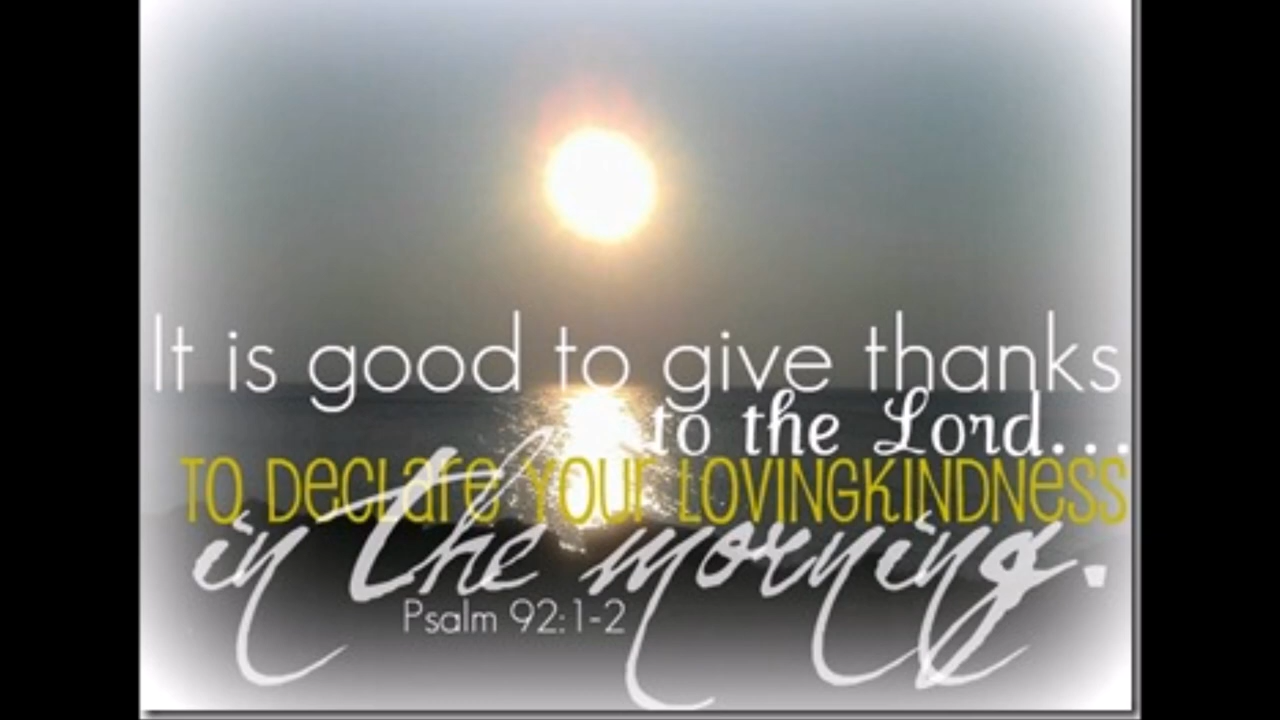 It is good to give thanks
to the Lord...
TO DeCLare YOUr LOVINGKINDNeSS
in the morning.
Psalm 92:1-2